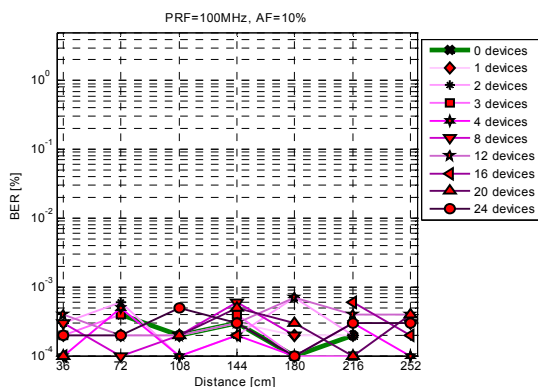 PRF=100MHz, AF=10%
10^0
10^-1
10^-2
10^-3
10^-4
BER [%]
36 72 108 144 180 216 252
Distance [cm]
0 devices
1 devices
2 devices
3 devices
4 devices
8 devices
12 devices
16 devices
20 devices
24 devices